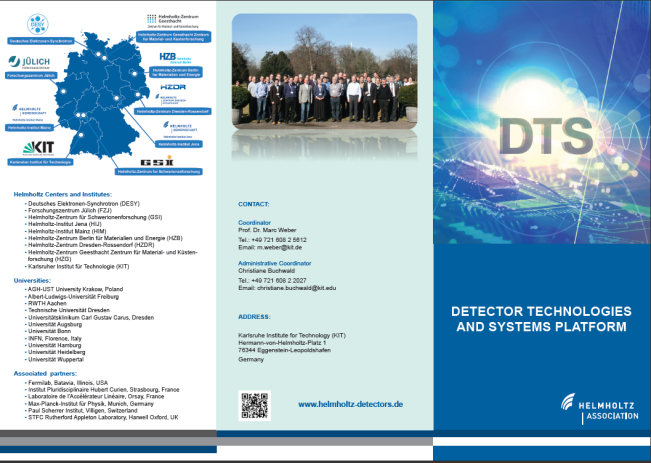 DESY
Deutsches Elektronen-Synchrotron
Helmholtz-Zentrum
Geesthacht
Helmholtz-Zentrum Geesthacht Zentrum
für Material- und Küstenforschung
JÜLICH
Forschungszentrum Jülich
HZB
Helmholtz-Zentrum Berlin
für Materialien und Energie
HZDR
Helmholtz-Zentrum Dresden-Rossendorf
HELMHOLTZ
GEMEINSCHAFT
Helmholtz-Institut Mainz
HELMHOLTZ
GEMEINSCHAFT
Helmholtz-Institut Jena
KIT
Karlsruher Institut für Technologie
GSI
Helmholtz-Zentrum für Schwerionenforschung
Helmholtz Centers and Institutes:
- Deutsches Elektronen-Synchrotron (DESY)
- Forschungszentrum Jülich (FZJ)
- Helmholtz-Zentrum für Schwerionenforschung (GSI)
- Helmholtz-Institut Jena (HIJ)
- Helmholtz-Institut Mainz (HIM)
- Helmholtz-Zentrum Berlin für Materialien und Energie (HZB)
- Helmholtz-Zentrum Dresden-Rossendorf (HZDR)
- Helmholtz-Zentrum Geesthacht Zentrum für Material- und Küsten-
forschung (HZG)
- Karlsruher Institut für Technologie (KIT)
Universities:
- AGH-UST University Krakow, Poland
- Albert-Ludwigs-Universität Freiburg
- RWTH Aachen
- Technische Universität Dresden
- Universitätsklinikum Carl Gustav Carus, Dresden
- Universität Augsburg
- Universität Bonn
- INFN, Florence, Italy
- Universität Hamburg
- Universität Heidelberg
- Universität Wuppertal
Associated partners:
- Fermilab, Batavia, Illinois, USA
- Institut Pluridisciplinaire Hubert Curien, Strasbourg, France
- Laboratoire de l'Accélérateur Linéaire, Orsay, France
- Max-Planck-Institut für Physik, Munich, Germany
- Paul Scherrer Institut, Villigen, Switzerland
- STFC Rutherford Appleton Laboratory, Harwell Oxford, UK
CONTACT:
Coordinator
Prof. Dr. Marc Weber
Tel.: +49 721 608 2 5612
Email: m.weber@kit.de
Administrative Coordinator
Christiane Buchwald
Tel.: +49 721 608 2 2027
Email: christiane.buchwald@kit.edu
ADDRESS:
Karlsruhe Institute for Technology (KIT)
Hermann-von-Helmholtz-Platz 1
76344 Eggenstein-Leopoldshafen
Germany
www.helmholtz-detectors.de
DTS
DETECTOR TECHNOLOGIES
AND SYSTEMS PLATFORM
HELMHOLTZ
ASSOCIATION